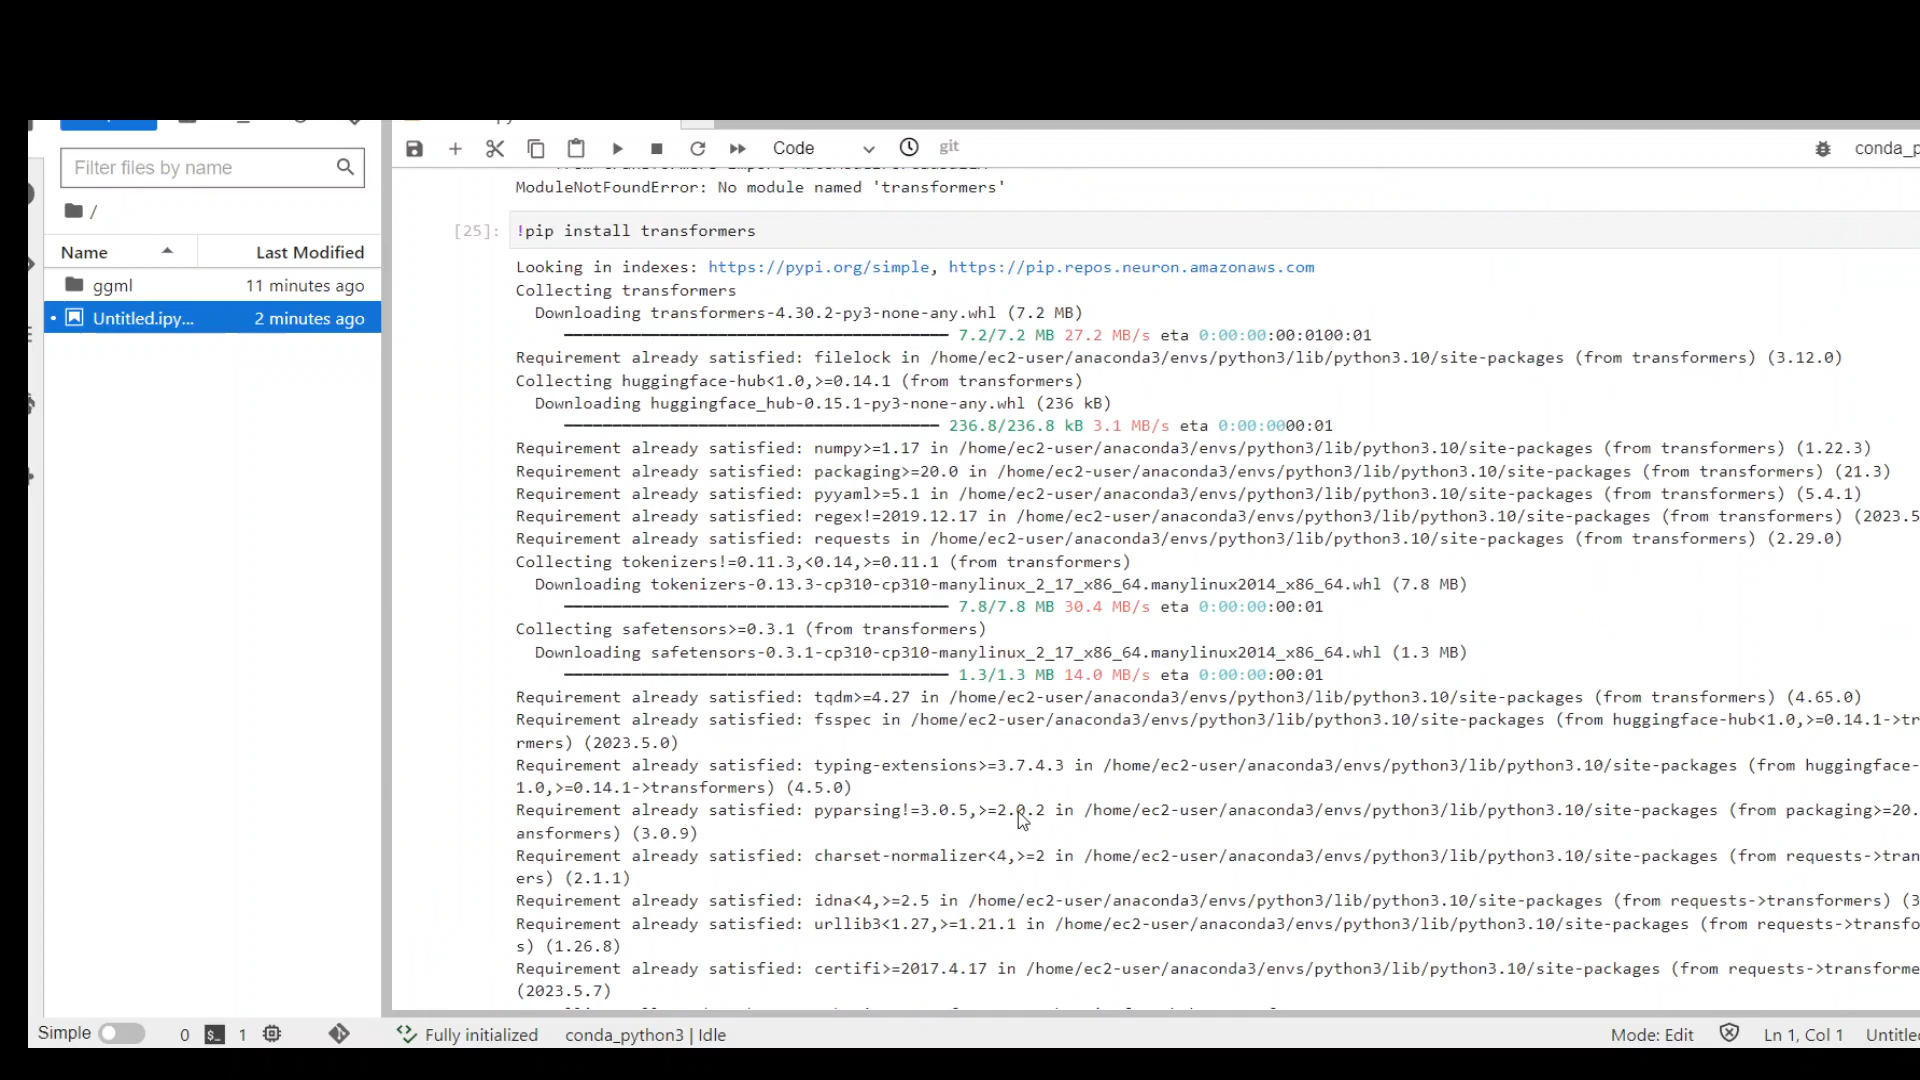 Filter files by name
/
Name Last Modified
ggml 11 minutes ago
Untitled.ipy... 2 minutes ago
Code git conda_p
ModuleNotFoundError: No module named 'transformers'
[25]: !pip install transformers
Looking in indexes: https://pypi.org/simple, https://pip.repos.neuron.amazonaws.com
Collecting transformers
Downloading transformers-4.30.2-py3-none-any.whl (7.2 MB)
7.2/7.2 MB 27.2 MB/s eta 0:00:00:00:0100:01
Requirement already satisfied: filelock in /home/ec2-user/anaconda3/envs/python3/lib/python3.10/site-packages (from transformers) (3.12.0)
Collecting huggingface-hub<1.0,>=0.14.1 (from transformers)
Downloading huggingface_hub-0.15.1-py3-none-any.whl (236 kB)
236.8/236.8 kB 3.1 MB/s eta 0:00:0000:01
Requirement already satisfied: numpy>=1.17 in /home/ec2-user/anaconda3/envs/python3/lib/python3.10/site-packages (from transformers) (1.22.3)
Requirement already satisfied: packaging>=20.0 in /home/ec2-user/anaconda3/envs/python3/lib/python3.10/site-packages (from transformers) (21.3)
Requirement already satisfied: pyyaml>=5.1 in /home/ec2-user/anaconda3/envs/python3/lib/python3.10/site-packages (from transformers) (5.4.1)
Requirement already satisfied: regex!=2019.12.17 in /home/ec2-user/anaconda3/envs/python3/lib/python3.10/site-packages (from transformers) (2023.5
Requirement already satisfied: requests in /home/ec2-user/anaconda3/envs/python3/lib/python3.10/site-packages (from transformers) (2.29.0)
Collecting tokenizers!=0.11.3,<0.14,>=0.11.1 (from transformers)
Downloading tokenizers-0.13.3-cp310-cp310-manylinux_2_17_x86_64.manylinux2014_x86_64.whl (7.8 MB)
7.8/7.8 MB 30.4 MB/s eta 0:00:00:00:01
Collecting safetensors>=0.3.1 (from transformers)
Downloading safetensors-0.3.1-cp310-cp310-manylinux_2_17_x86_64.manylinux2014_x86_64.whl (1.3 MB)
1.3/1.3 MB 14.0 MB/s eta 0:00:00:00:01
Requirement already satisfied: tqdm>=4.27 in /home/ec2-user/anaconda3/envs/python3/lib/python3.10/site-packages (from transformers) (4.65.0)
Requirement already satisfied: fsspec in /home/ec2-user/anaconda3/envs/python3/lib/python3.10/site-packages (from huggingface-hub<1.0,>=0.14.1->tr
rmers) (2023.5.0)
Requirement already satisfied: typing-extensions>=3.7.4.3 in /home/ec2-user/anaconda3/envs/python3/lib/python3.10/site-packages (from huggingface-
1.0,>=0.14.1->transformers) (4.5.0)
Requirement already satisfied: pyparsing!=3.0.5,>=2.0.2 in /home/ec2-user/anaconda3/envs/python3/lib/python3.10/site-packages (from packaging>=20.
ansformers) (3.0.9)
Requirement already satisfied: charset-normalizer<4,>=2 in /home/ec2-user/anaconda3/envs/python3/lib/python3.10/site-packages (from requests->tran
ers) (2.1.1)
Requirement already satisfied: idna<4,>=2.5 in /home/ec2-user/anaconda3/envs/python3/lib/python3.10/site-packages (from requests->transformers) (3
Requirement already satisfied: urllib3<1.27,>=1.21.1 in /home/ec2-user/anaconda3/envs/python3/lib/python3.10/site-packages (from requests->transfo
s) (1.26.8)
Requirement already satisfied: certifi>=2017.4.17 in /home/ec2-user/anaconda3/envs/python3/lib/python3.10/site-packages (from requests->transforme
(2023.5.7)
Simple 0 $_ 1 Fully initialized conda_python3 | Idle Mode: Edit Ln 1, Col 1 Untitled